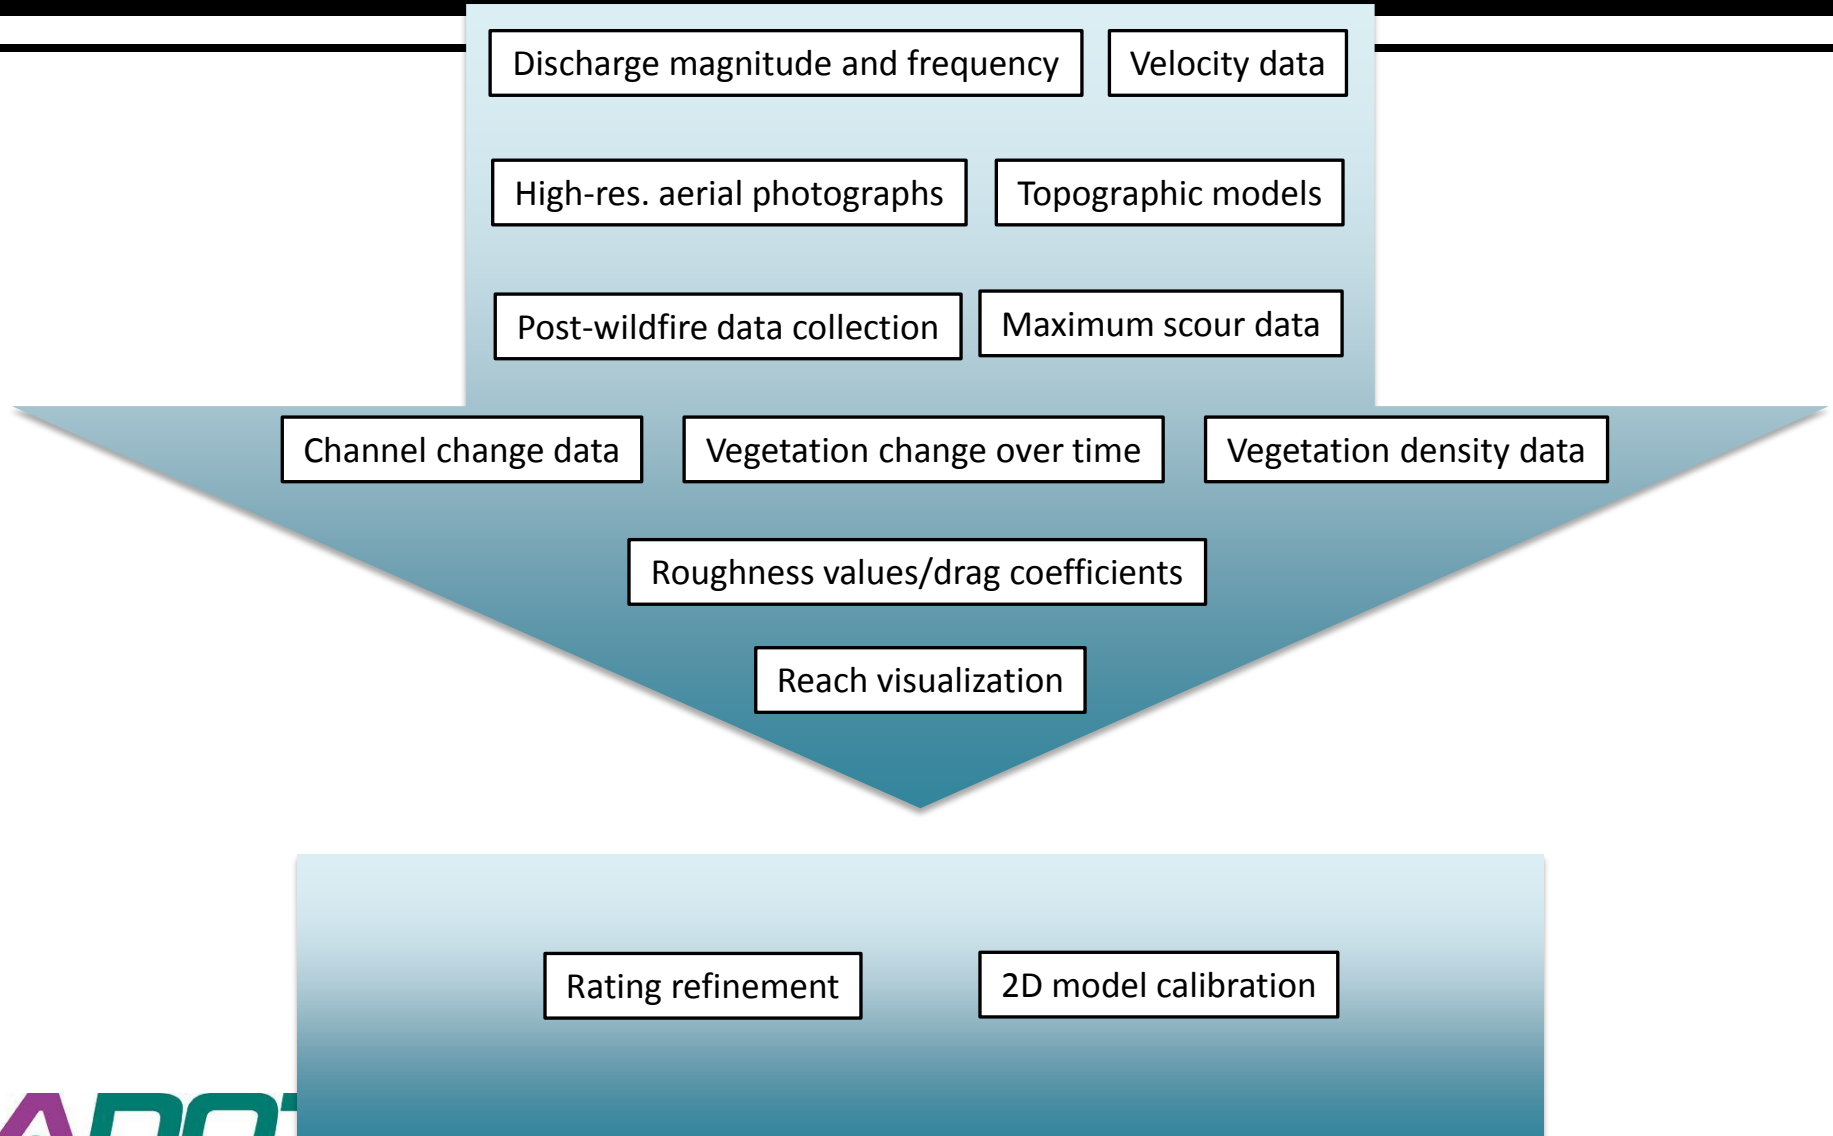 Discharge magnitude and frequency
Velocity data
High-res. aerial photographs
Topographic models
Post-wildfire data collection
Maximum scour data
Channel change data
Vegetation change over time
Vegetation density data
Roughness values/drag coefficients
Reach visualization
Rating refinement
2D model calibration
ADOT